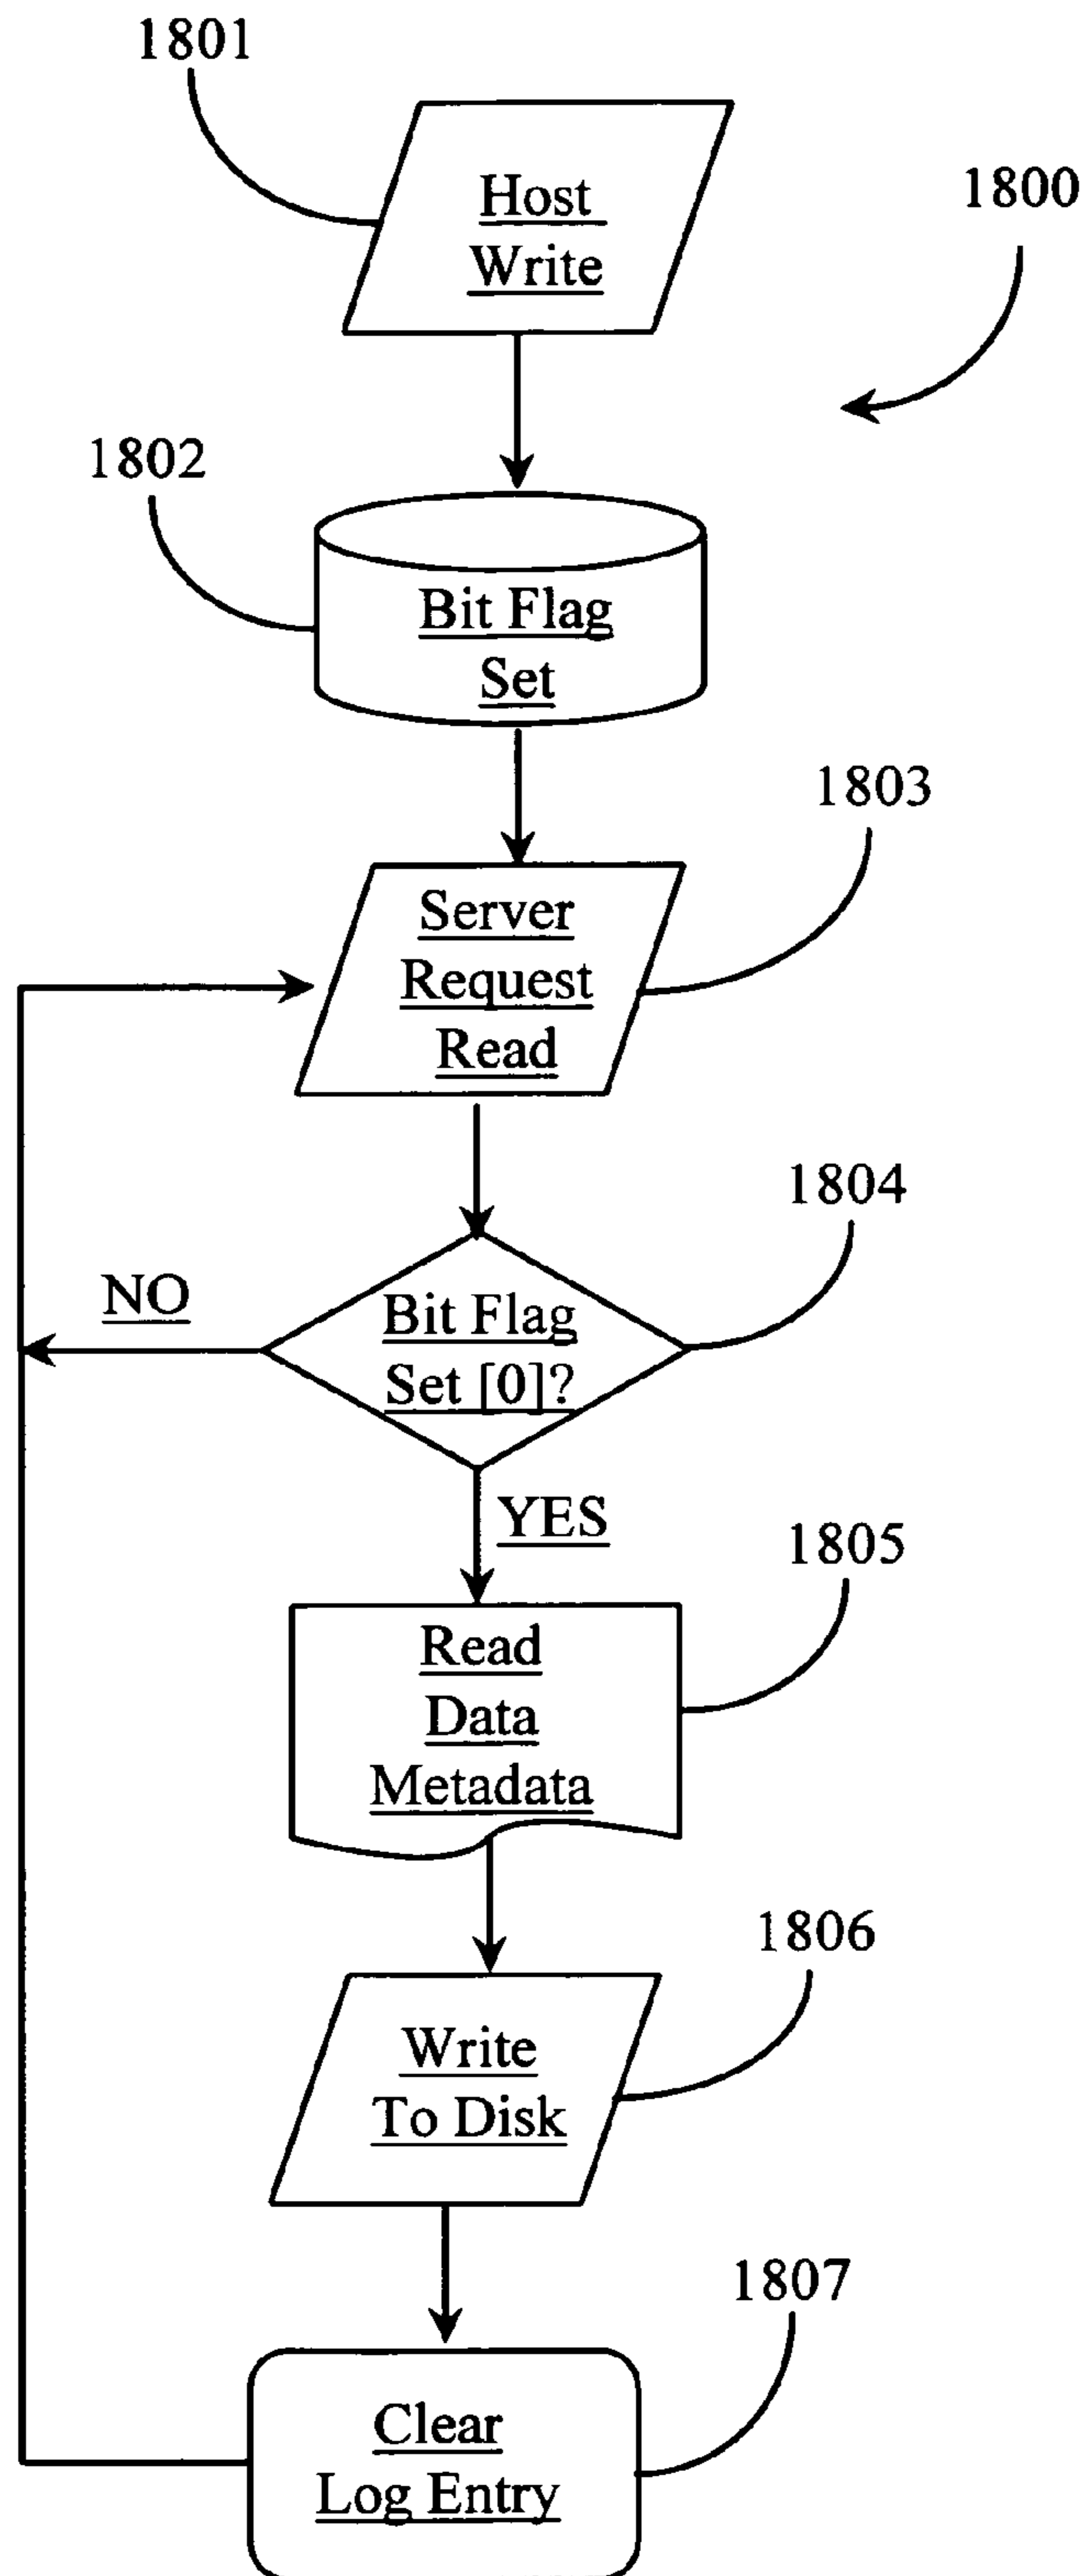 1801
Host
Write
1800
1802
Bit Flag
Set
1803
Server
Request
Read
1804
NO
Bit Flag
Set [0]?
YES
1805
Read
Data
Metadata
1806
Write
To Disk
1807
Clear
Log Entry